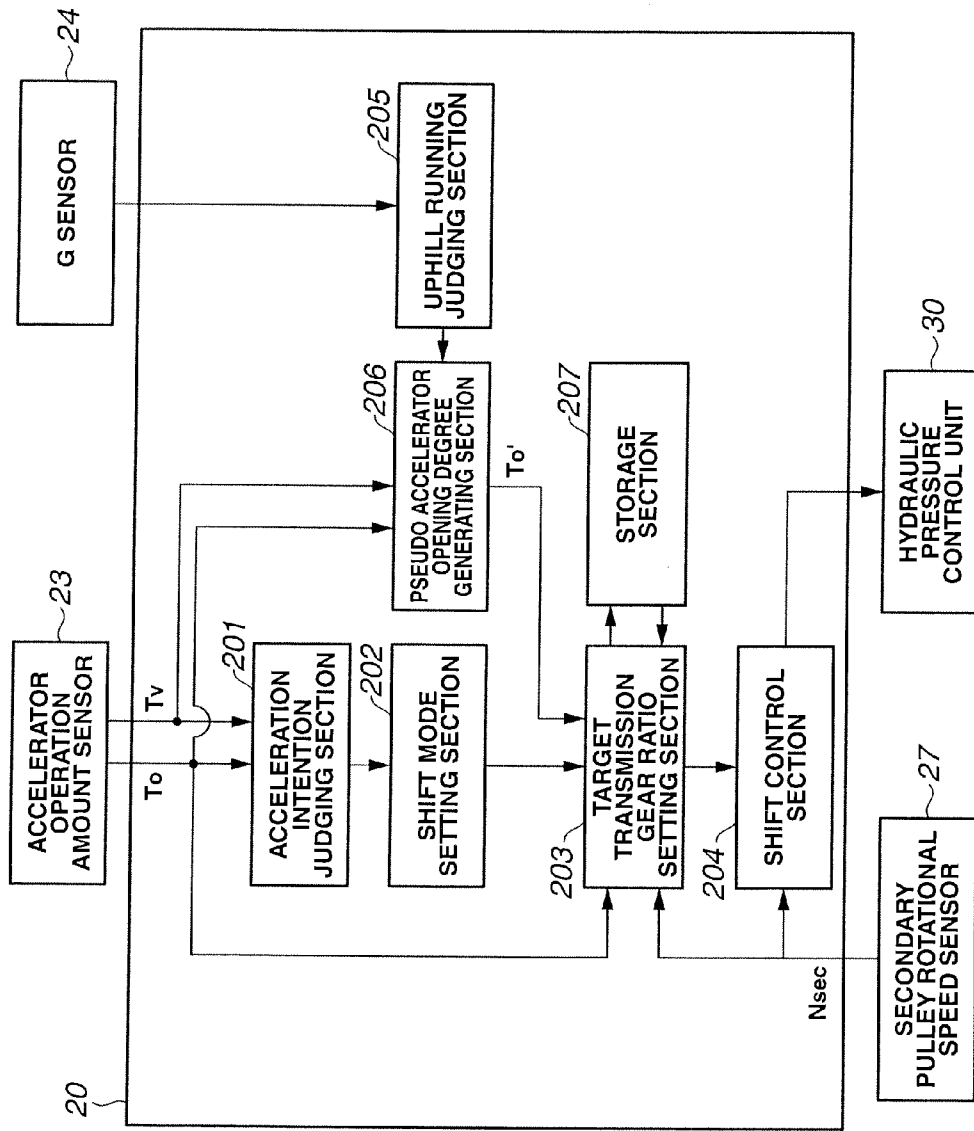 24
G SENSOR
23
ACCELERATOR
OPERATION
AMOUNT SENSOR
20
To
Tv
201
ACCELERATION
INTENTION
JUDGING SECTION
202
SHIFT MODE
SETTING SECTION
206
PSEUDO ACCELERATOR
OPENING DEGREE
GENERATING SECTION
205
UPHILL RUNNING
JUDGING SECTION
To'
203
TARGET
TRANSMISSION
GEAR RATIO
SETTING SECTION
207
STORAGE
SECTION
204
SHIFT CONTROL
SECTION
Nsec
27
SECONDARY
PULLEY ROTATIONAL
SPEED SENSOR
30
HYDRAULIC
PRESSURE
CONTROL UNIT